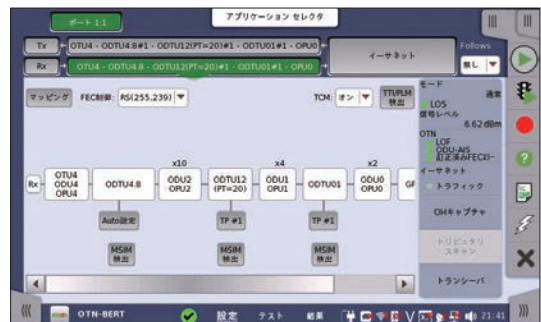 アプリケーション セレクタ
ポート 1:1
Tx OTU4 - ODTU4.8#1 - ODTU12(PT=20)#1 - ODTU01#1 - OPU0 イーサネット Follows
Rx OTU4 - ODTU4.8 - ODTU12(PT=20)#1 - ODTU01#1 - OPU0 無し
マッピング FEC制御: RS(255,239) TCM: オン TTI/PLM 検出
モード 通常
LOS
信号レベル
6.62 dBm
OTN
LOF
ODU-AIS
訂正済みFECエラー
イーサネット
トラフィック
OHキャプチャ
トリビュタリ
スキャン
トランシーバ
x10 x4 x2
Rx
OTU4
ODU4
OPU4
ODTU4.8
ODU2
OPU2
ODTU12
(PT=20)
ODU1
OPU1
ODTU01
ODU0
OPU0
GF
Auto設定 TP #1 TP #1
MSIM
検出
MSIM
検出
MSIM
検出
OTN-BERT 設定 テスト 結果 V 21:41